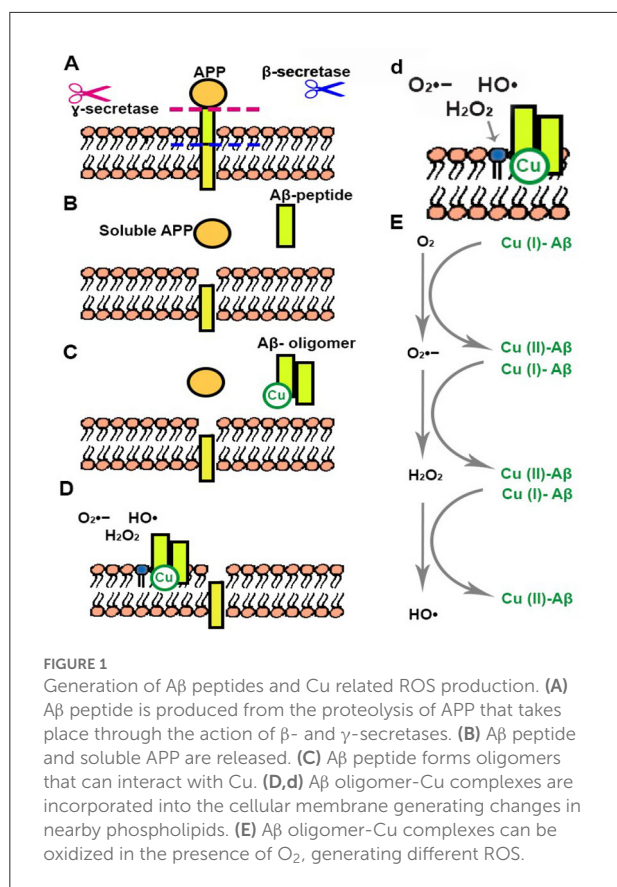 A
APP
β-secretase
ɣ-secretase
B
Aβ-peptide
Soluble APP
C
Aβ- oligomer
Cu
D
O₂•− HO•
H₂O₂
Cu
d
O₂•− HO•
H₂O₂
Cu
E
O₂ Cu (I)- Aβ
O₂•− Cu (II)-Aβ
Cu (I)- Aβ
H₂O₂ Cu (II)-Aβ
Cu (I)- Aβ
HO• Cu (II)-Aβ
FIGURE 1
Generation of Aβ peptides and Cu related ROS production. (A)
Aβ peptide is produced from the proteolysis of APP that takes
place through the action of β- and γ-secretases. (B) Aβ peptide
and soluble APP are released. (C) Aβ peptide forms oligomers
that can interact with Cu. (D,d) Aβ oligomer-Cu complexes are
incorporated into the cellular membrane generating changes in
nearby phospholipids. (E) Aβ oligomer-Cu complexes can be
oxidized in the presence of O₂, generating different ROS.